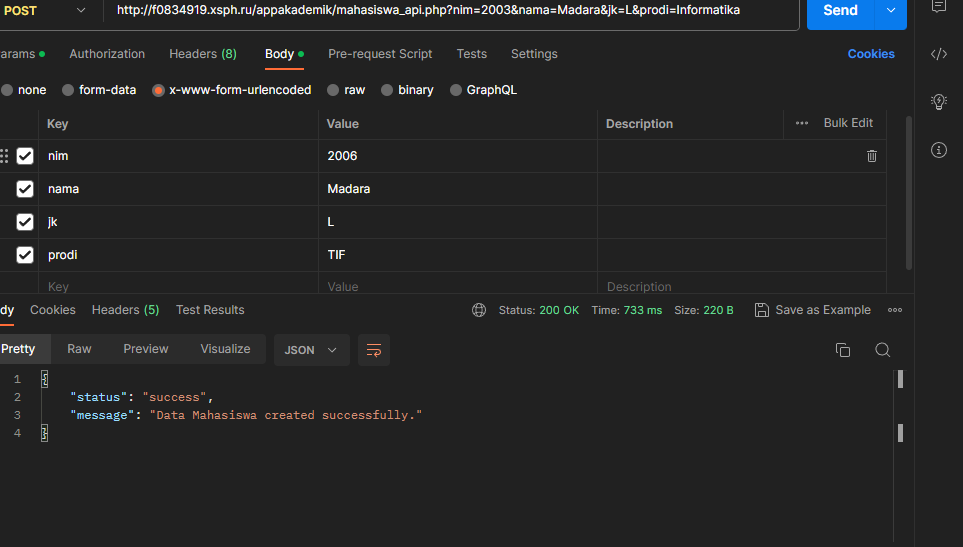 POST http://f0834919.xsph.ru/appakademik/mahasiswa_api.php?nim=2003&nama=Madara&jk=L&prodi=Informatika Send
arams Authorization Headers (8) Body Pre-request Script Tests Settings Cookies
none form-data x-www-form-urlencoded raw binary GraphQL
Key Value Description Bulk Edit
nim 2006
nama Madara
jk L
prodi TIF
Key Value Description
dy Cookies Headers (5) Test Results Status: 200 OK Time: 733 ms Size: 220 B Save as Example
Pretty Raw Preview Visualize JSON
1 {
2 "status": "success",
3 "message": "Data Mahasiswa created successfully."
4 }